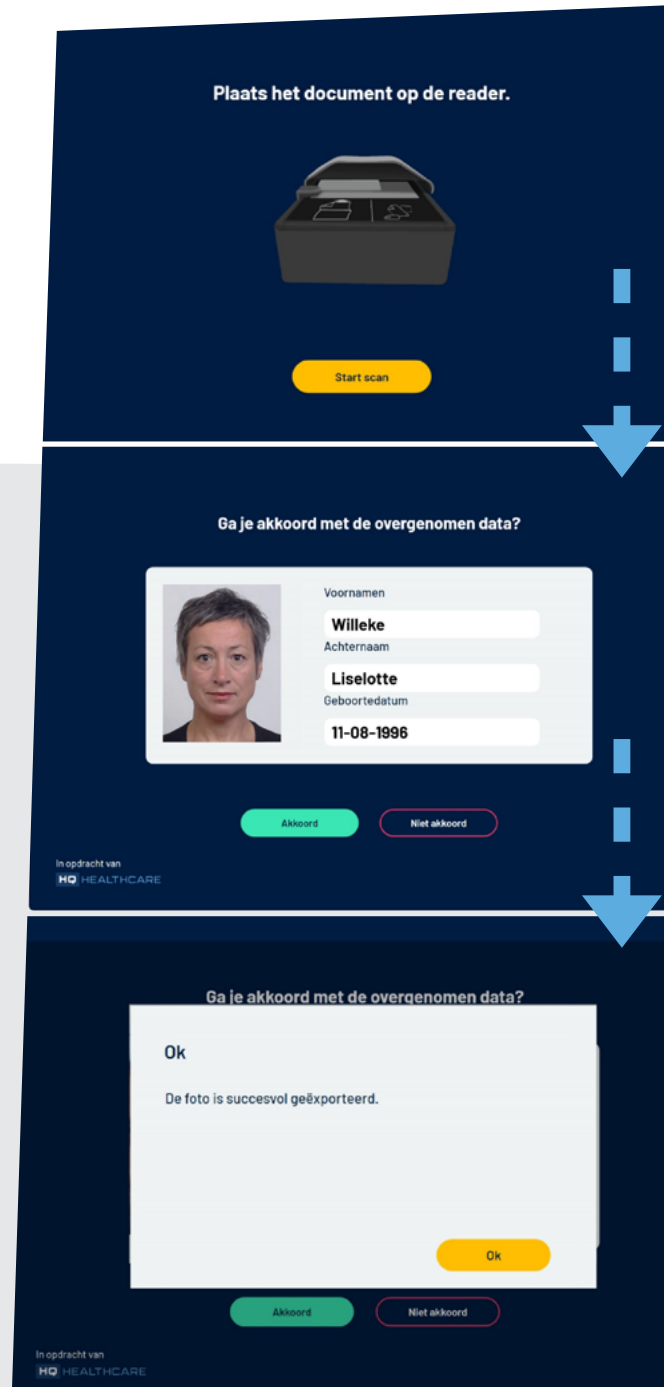 Plaats het document op de reader.
Start scan
Ga je akkoord met de overgenomen data?
Voornamen
Willeke
Achternaam
Liselotte
Geboortedatum
11-08-1996
Akkoord
Niet akkoord
In opdracht van
HQ HEALTHCARE
Ga je akkoord met de overgenomen data?
Ok
De foto is succesvol geëxporteerd.
Ok
Akkoord
Niet akkoord
In opdracht van
HQ HEALTHCARE